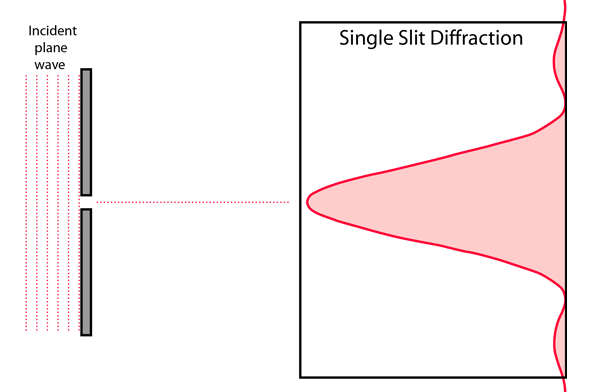 Incident
plane
wave
Single Slit Diffraction